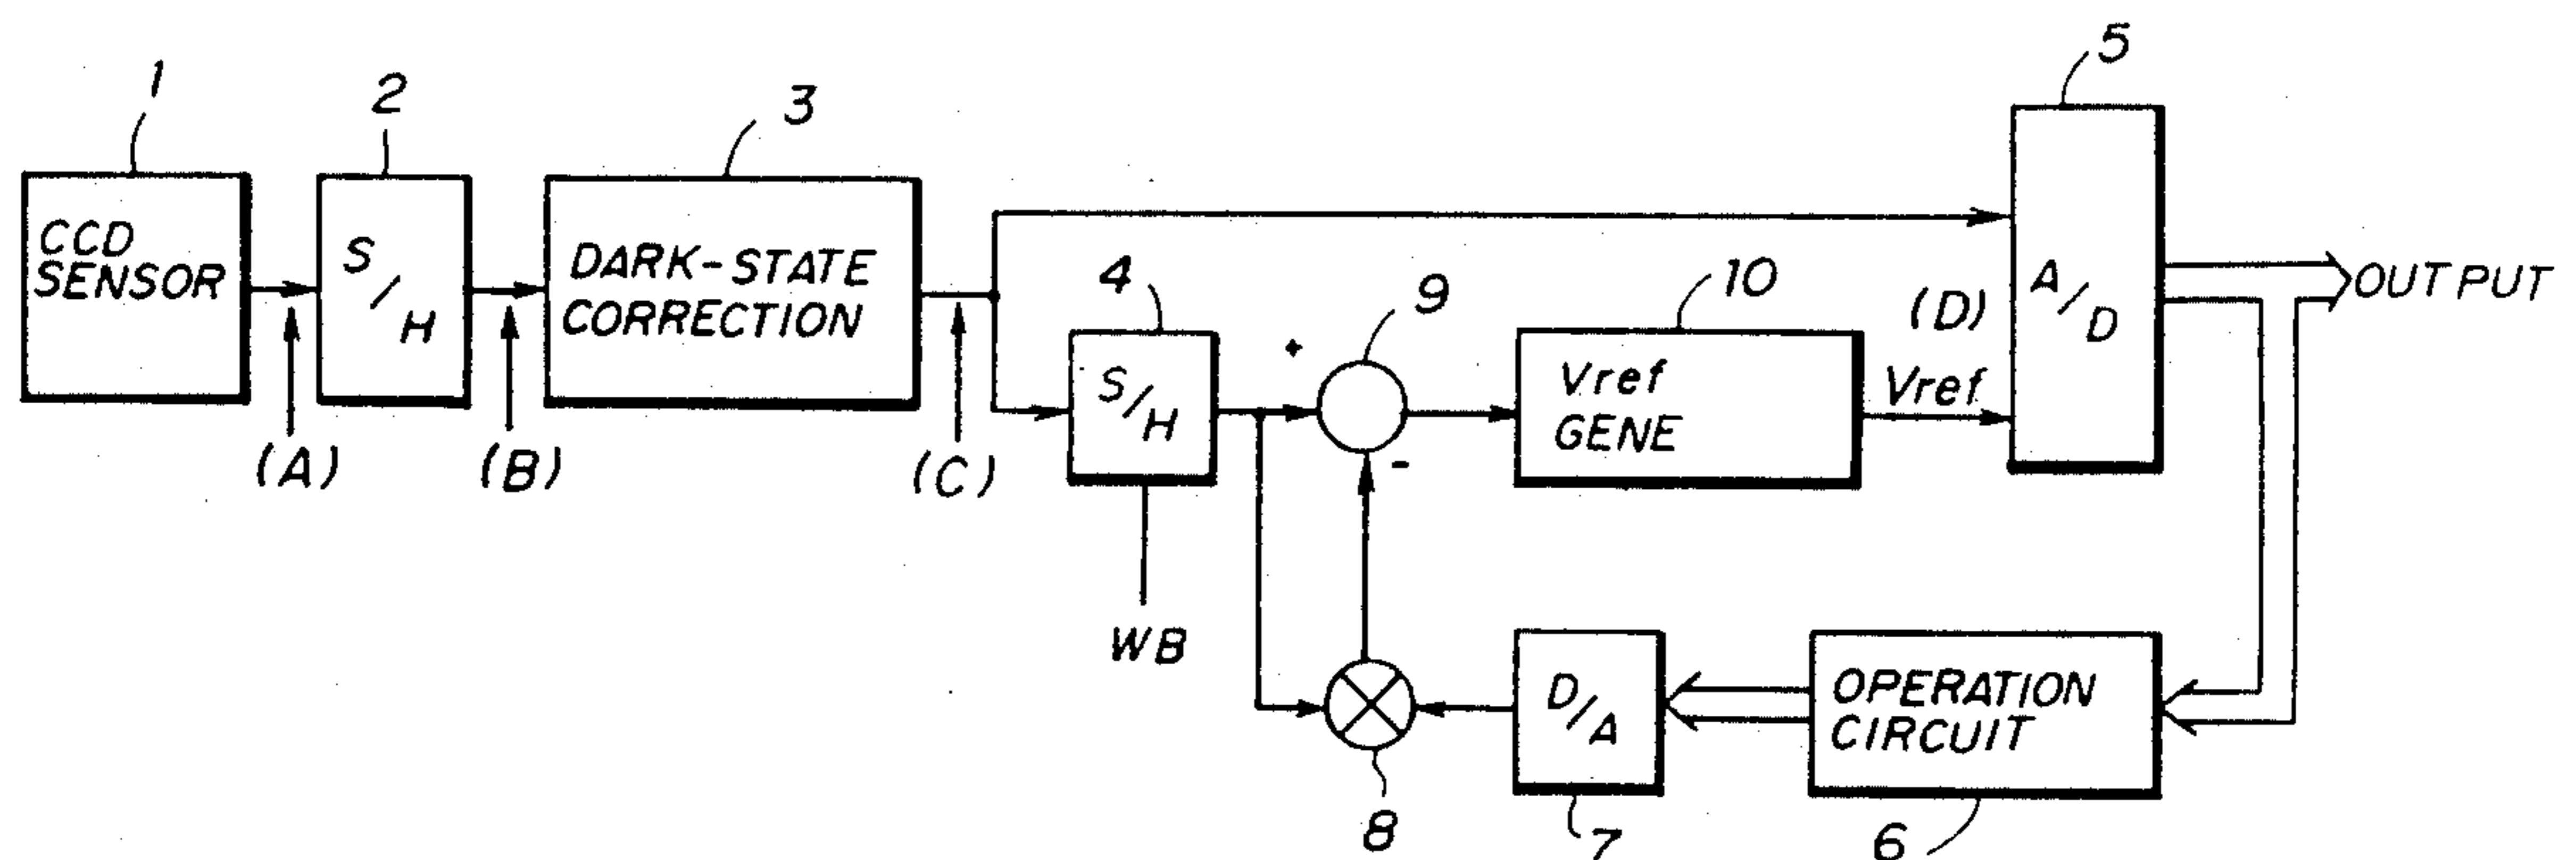 1
2
3
5
CCD
SENSOR
S/H
DARK-STATE
CORRECTION
4
9
10
(D)
A/D
OUTPUT
S/H
+
-
Vref
GENE
Vref
(A)
(B)
(C)
WB
8
D/A
7
OPERATION
CIRCUIT
6